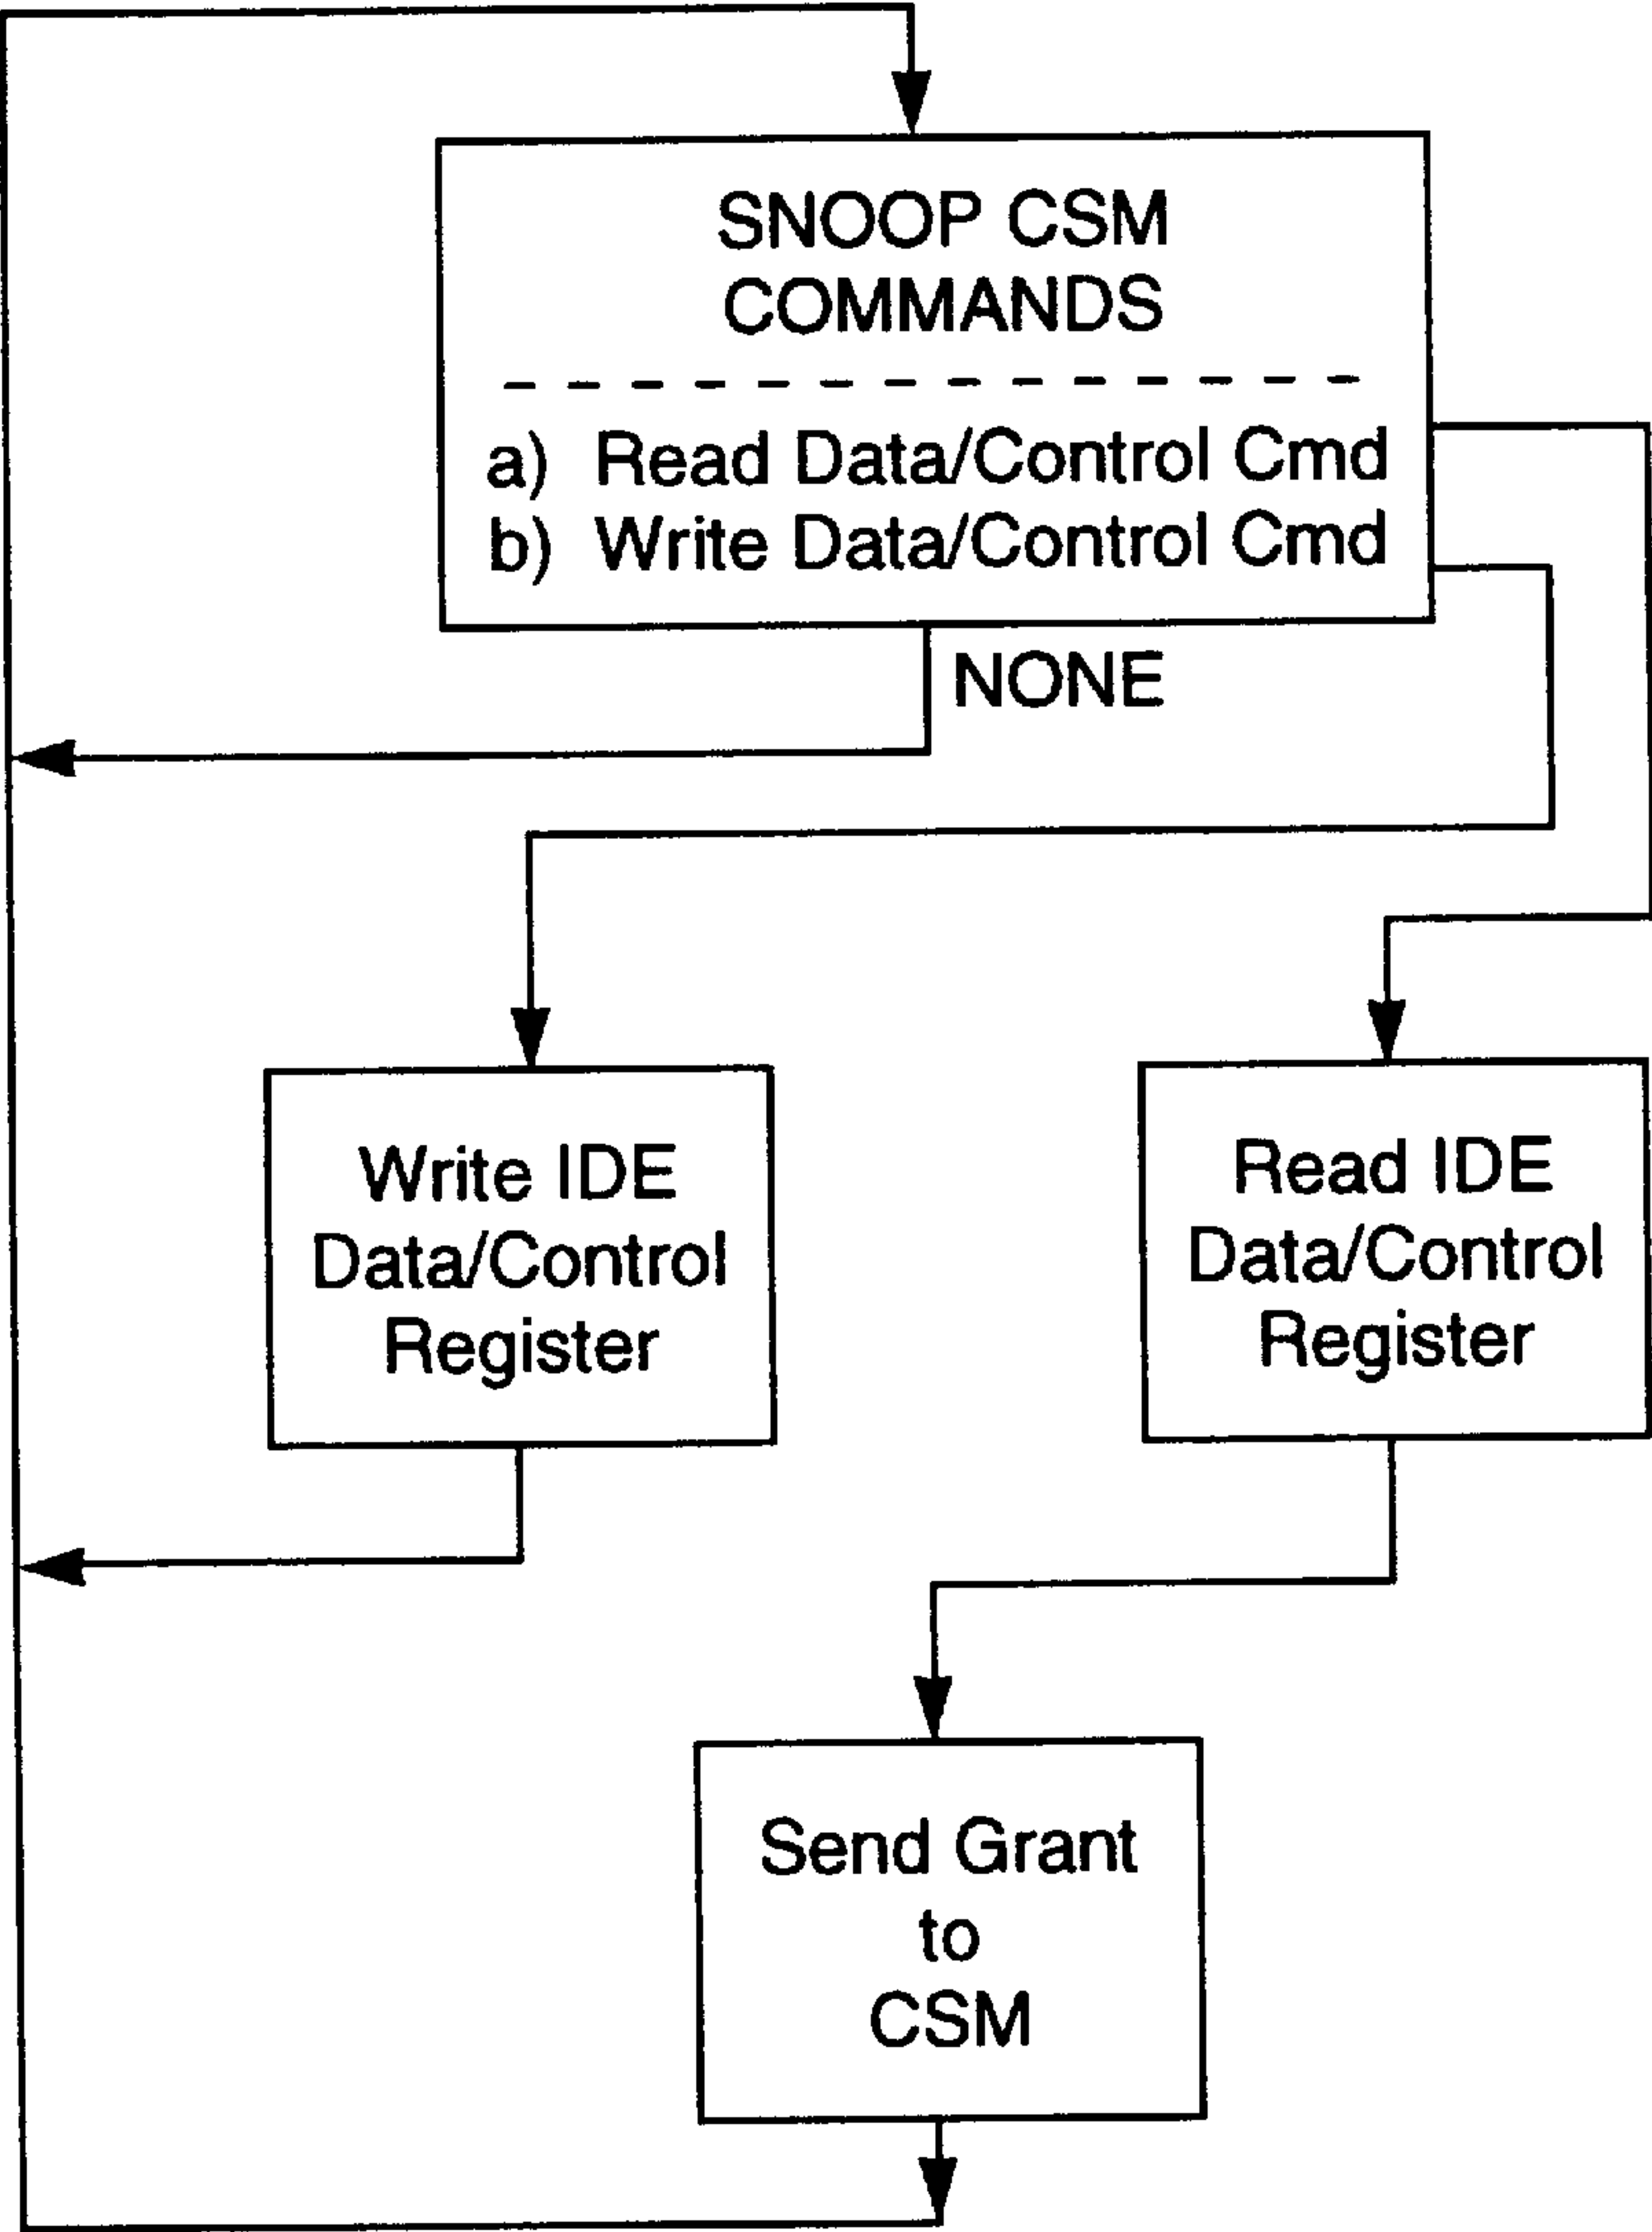 SNOOP CSM
COMMANDS
a) Read Data/Control Cmd
b) Write Data/Control Cmd
NONE
Write IDE
Data/Control
Register
Read IDE
Data/Control
Register
Send Grant
to
CSM